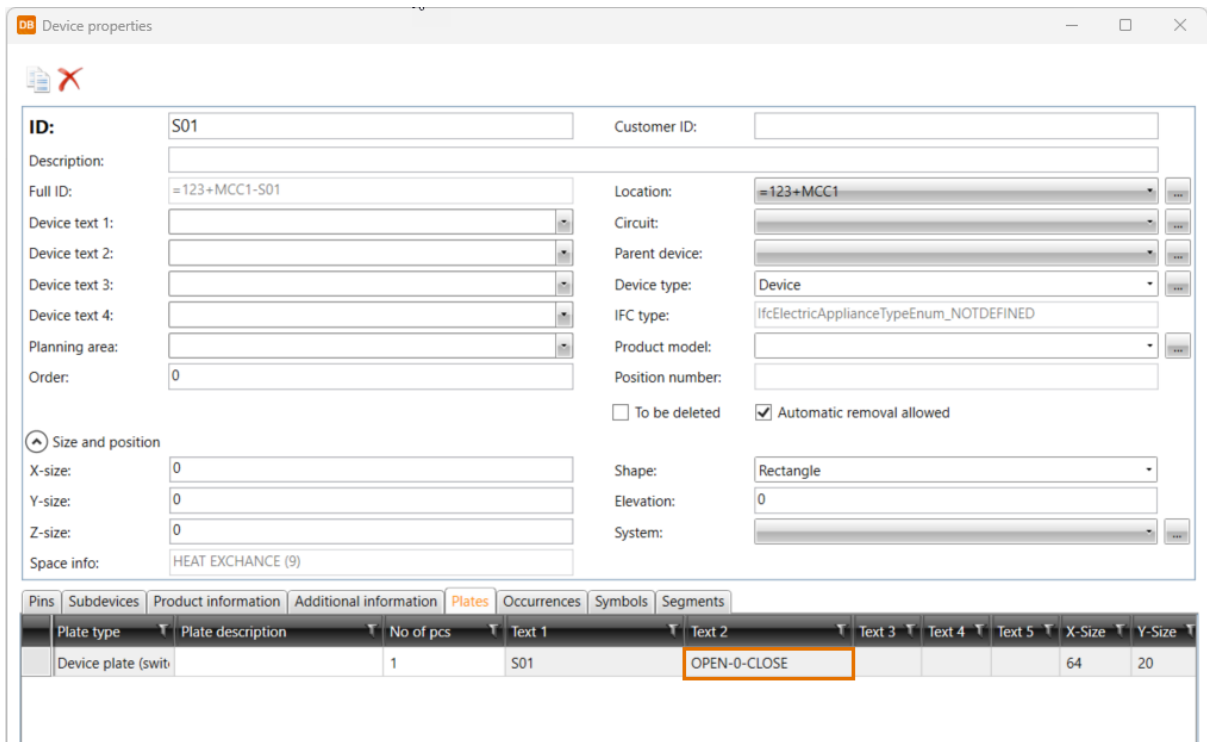 DB Device properties
ID: S01 Customer ID:
Description:
Full ID: =123+MCC1-S01 Location: =123+MCC1 ...
Device text 1: Circuit: ...
Device text 2: Parent device: ...
Device text 3: Device type: Device ...
Device text 4: IFC type: IfcElectricApplianceTypeEnum_NOTDEFINED
Planning area: Product model: ...
Order: 0 Position number:
To be deleted Automatic removal allowed
Size and position
X-size: 0 Shape: Rectangle
Y-size: 0 Elevation: 0
Z-size: 0 System: ...
Space info: HEAT EXCHANGE (9)
Pins Subdevices Product information Additional information Plates Occurrences Symbols Segments
Plate type Plate description No of pcs Text 1 Text 2 Text 3 Text 4 Text 5 X-Size Y-Size
Device plate (swit 1 S01 OPEN-0-CLOSE 64 20